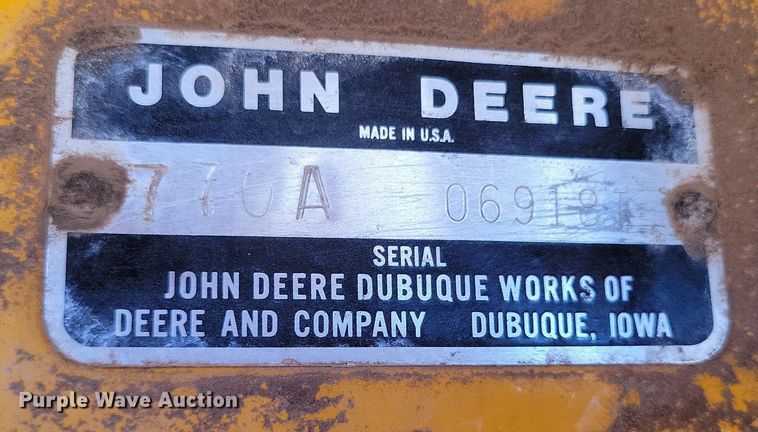 JOHN DEERE
MADE IN U.S.A.
770A 069181
SERIAL
JOHN DEERE DUBUQUE WORKS OF
DEERE AND COMPANY DUBUQUE, IOWA
Purple Wave Auction